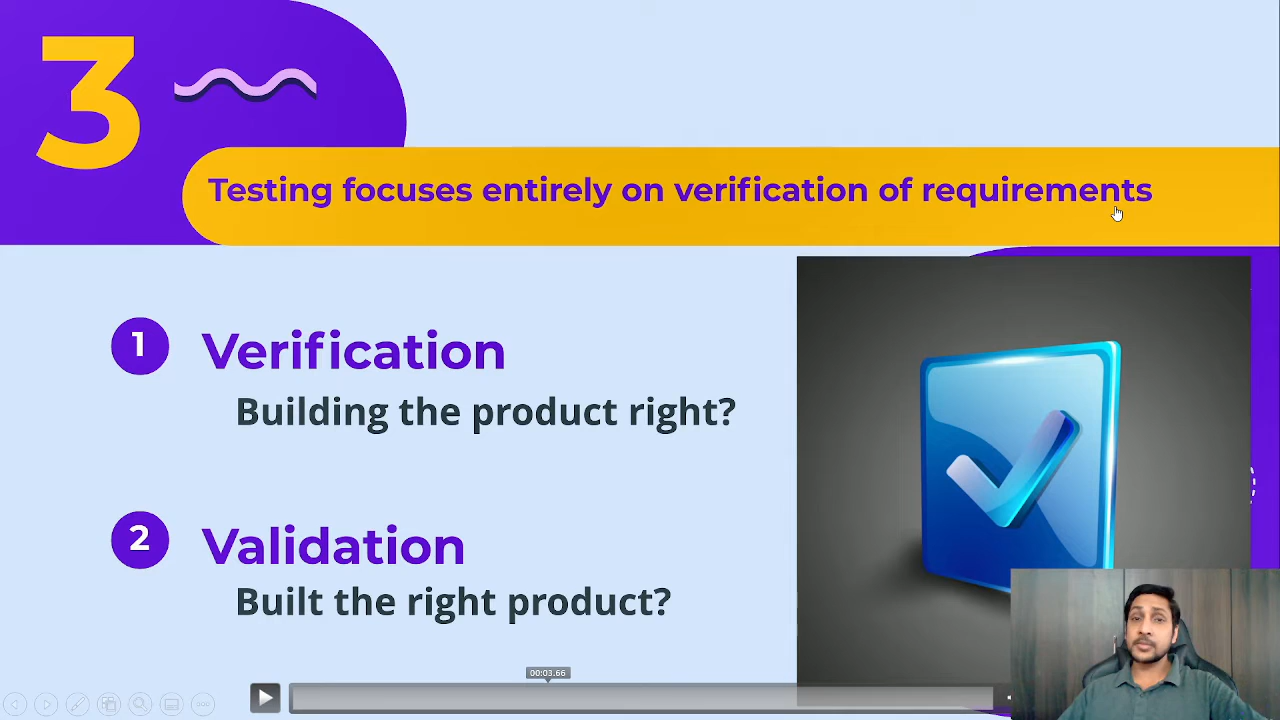 3
Testing focuses entirely on verification of requirements
1
Verification
Building the product right?
2
Validation
Built the right product?
00:03.66